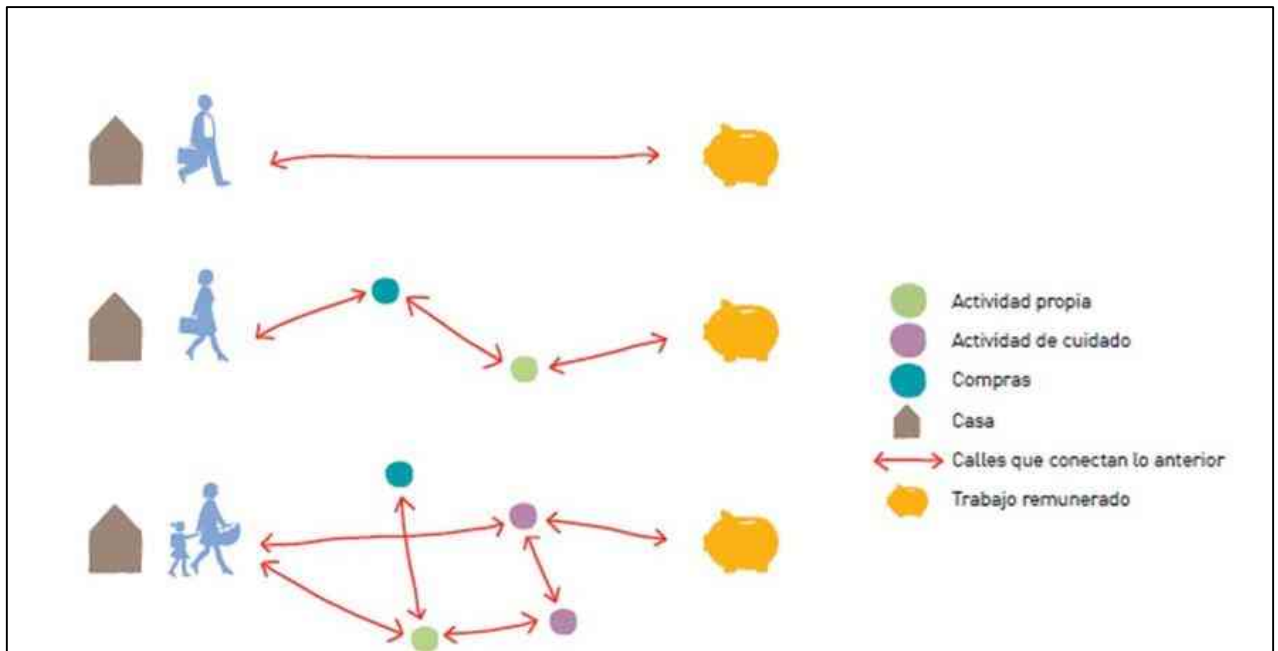 Actividad propia
Actividad de cuidado
Compras
Casa
Calles que conectan lo anterior
Trabajo remunerado